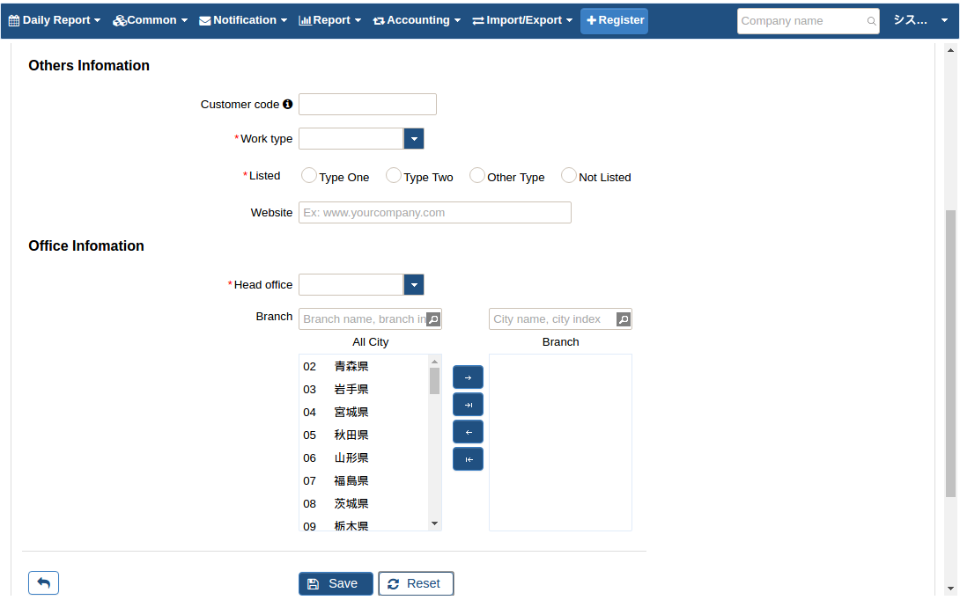 Daily Report Common Notification Report Accounting Import/Export Register Company name シス...
Others Infomation
Customer code
*Work type
*Listed Type One Type Two Other Type Not Listed
Website Ex: www.yourcompany.com
Office Infomation
*Head office
Branch Branch name, branch in City name, city index
All City Branch
02 青森県
03 岩手県
04 宮城県
05 秋田県
06 山形県
07 福島県
08 茨城県
09 栃木県
Save Reset